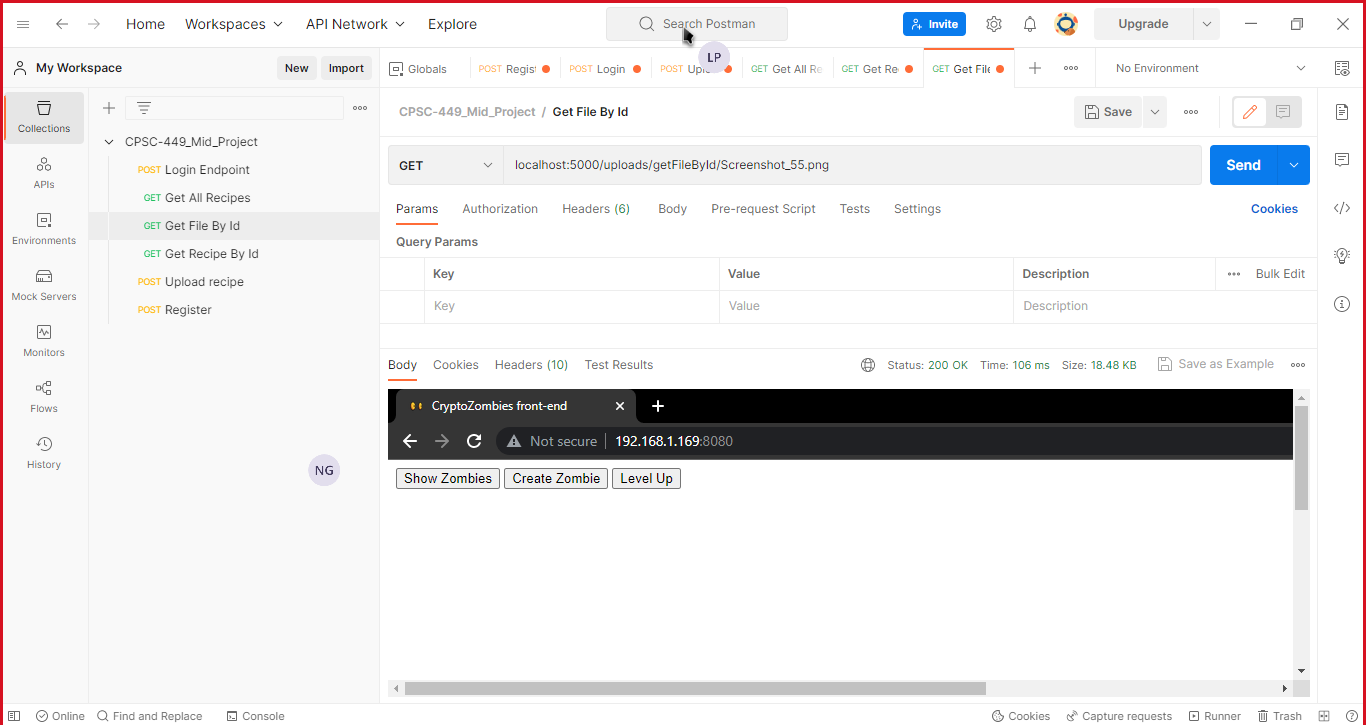 Home Workspaces API Network Explore Search Postman Invite Upgrade
LP
My Workspace New Import Globals POST Regist POST Login POST Uplo GET Get All Re GET Get Re GET Get File No Environment
Collections
APIs
Environments
Mock Servers
Monitors
Flows
History
CPSC-449_Mid_Project
POST Login Endpoint
GET Get All Recipes
GET Get File By Id
GET Get Recipe By Id
POST Upload recipe
POST Register
NG
CPSC-449_Mid_Project / Get File By Id Save
GET localhost:5000/uploads/getFileById/Screenshot_55.png Send
Params Authorization Headers (6) Body Pre-request Script Tests Settings Cookies
Query Params
Key Value Description Bulk Edit
Key Value Description
Body Cookies Headers (10) Test Results Status: 200 OK Time: 106 ms Size: 18.48 KB Save as Example
CryptoZombies front-end
Not secure 192.168.1.169:8080
Show Zombies Create Zombie Level Up
Online Find and Replace Console Cookies Capture requests Runner Trash